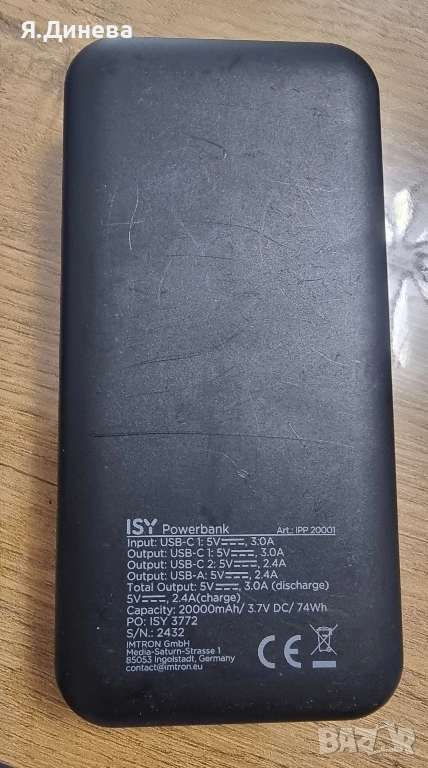 Я.Динева
ISY Powerbank Art.: IPP 20001
Input: USB-C 1: 5V⎓, 3.0A
Output: USB-C 1: 5V⎓, 3.0A
Output: USB-C 2: 5V⎓, 2.4A
Output: USB-A: 5V⎓, 2.4A
Total Output: 5V⎓, 3.0A (discharge)
5V⎓, 2.4A(charge)
Capacity: 20000mAh/ 3.7V DC/ 74Wh
PO: ISY 3772
S/N.: 2432
IMTRON GmbH
Media-Saturn-Strasse 1
85053 Ingolstadt, Germany
contact@imtron.eu
CE
BAZAR